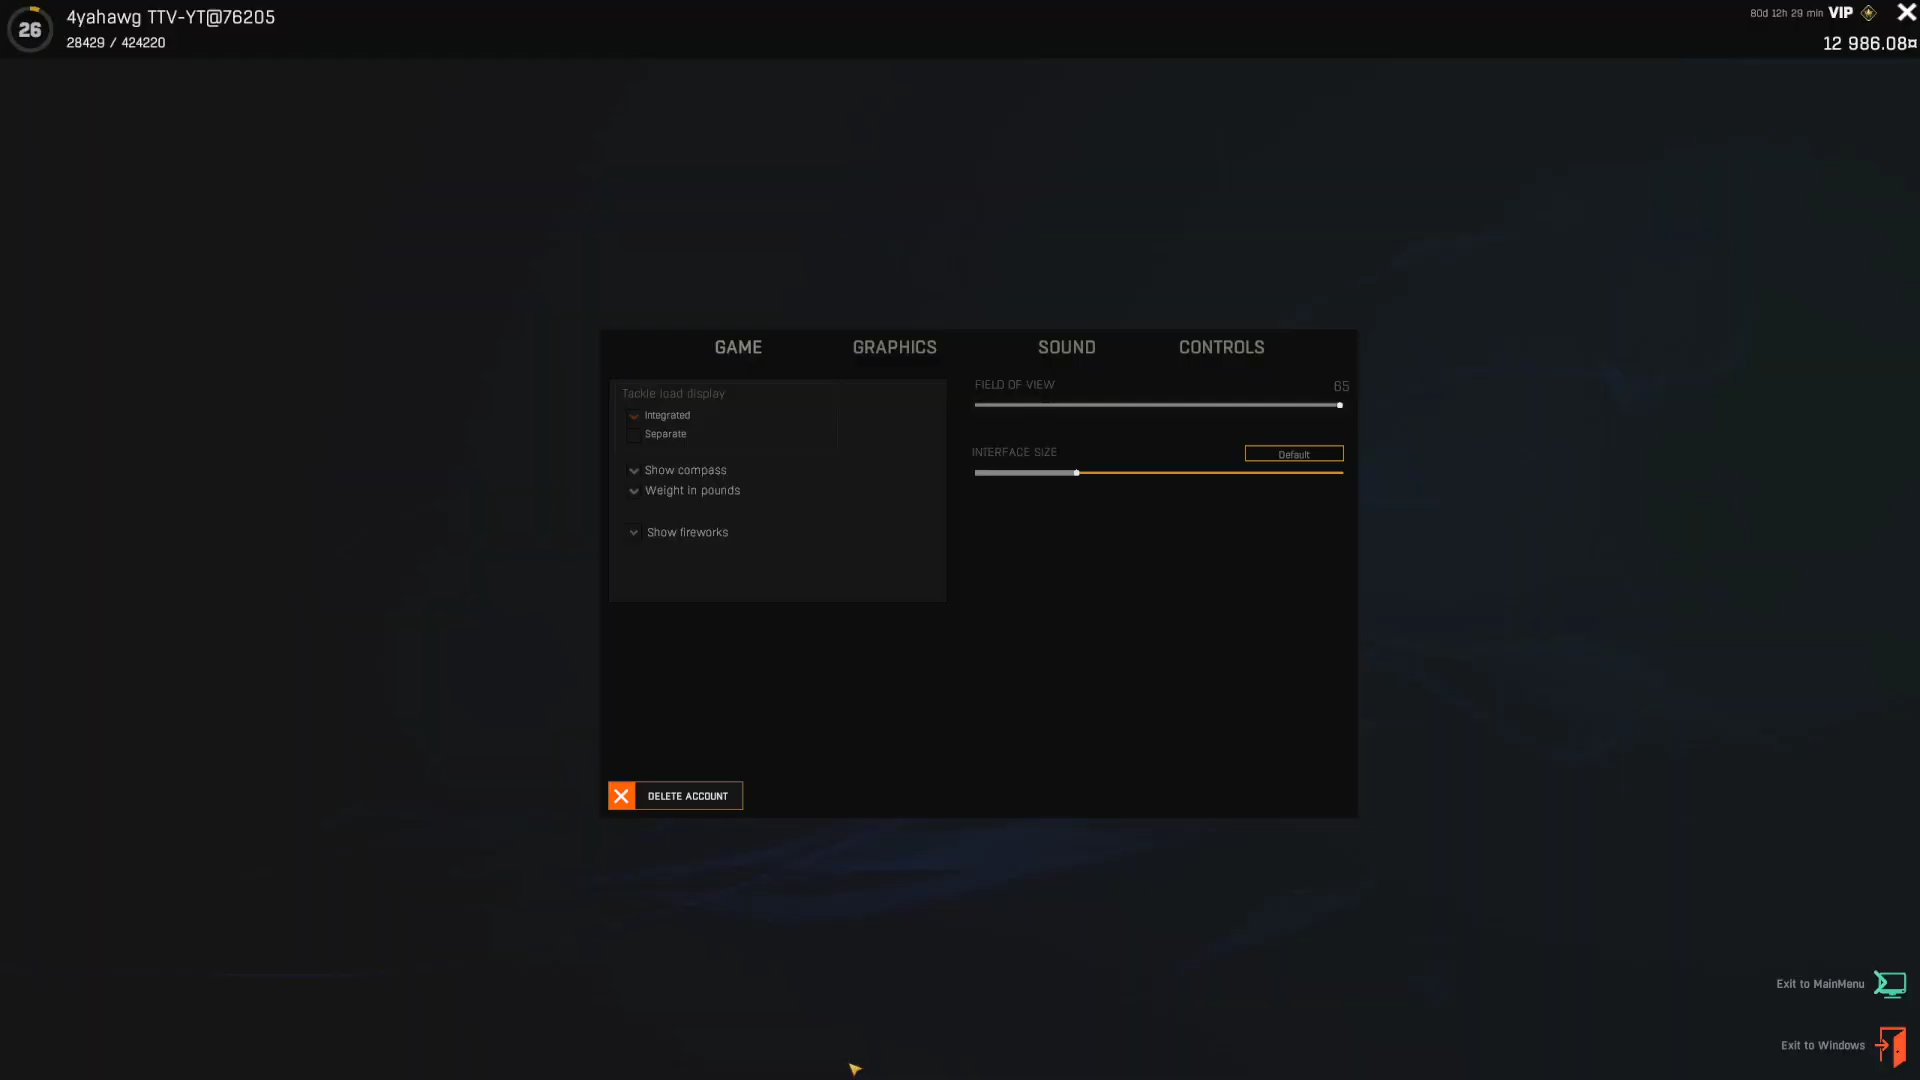 26
4yahawg TTV-YT@76205
28429 / 424220
80d 12h 29 min VIP
12 986.08¤
GAME
GRAPHICS
SOUND
CONTROLS
Tackle load display
Integrated
Separate
Show compass
Weight in pounds
Show fireworks
FIELD OF VIEW
65
INTERFACE SIZE
Default
DELETE ACCOUNT
Exit to MainMenu
Exit to Windows